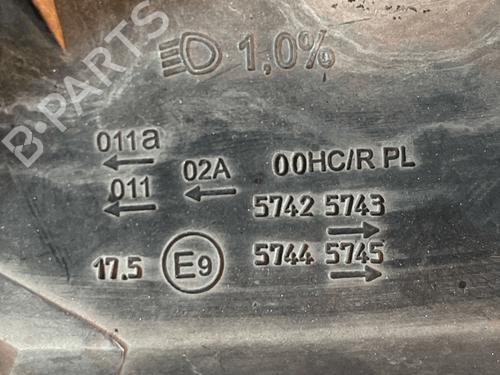 1,0%
011a
011 02A 00HC/R PL
5742 5743
17.5 E9 5744 5745
B-PARTS